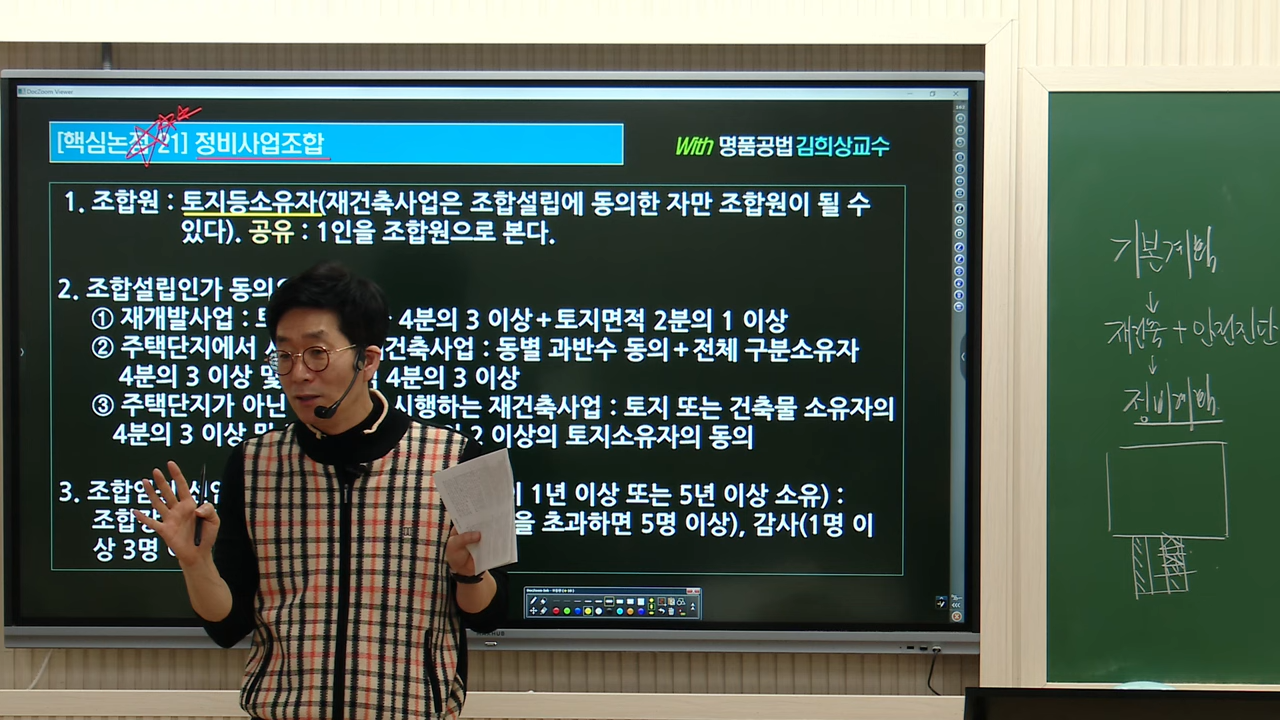 DocZoom Viewer
[핵심논점 21] 정비사업조합
With 명품공법 김희상교수
1. 조합원 : 토지등소유자(재건축사업은 조합설립에 동의한 자만 조합원이 될 수
있다). 공유 : 1인을 조합원으로 본다.
2. 조합설립인가 동의
① 재개발사업 : 4분의 3 이상+토지면적 2분의 1 이상
② 주택단지에서 건축사업 : 동별 과반수 동의+전체 구분소유자
4분의 3 이상 및 4분의 3 이상
③ 주택단지가 아닌 시행하는 재건축사업 : 토지 또는 건축물 소유자의
4분의 3 이상 및 2 이상의 토지소유자의 동의
3. 조합임 1년 이상 또는 5년 이상 소유) :
조합장 을 초과하면 5명 이상), 감사(1명 이
상 3명
기본계획
↓
재건축 + 안전진단
↓
정비계획